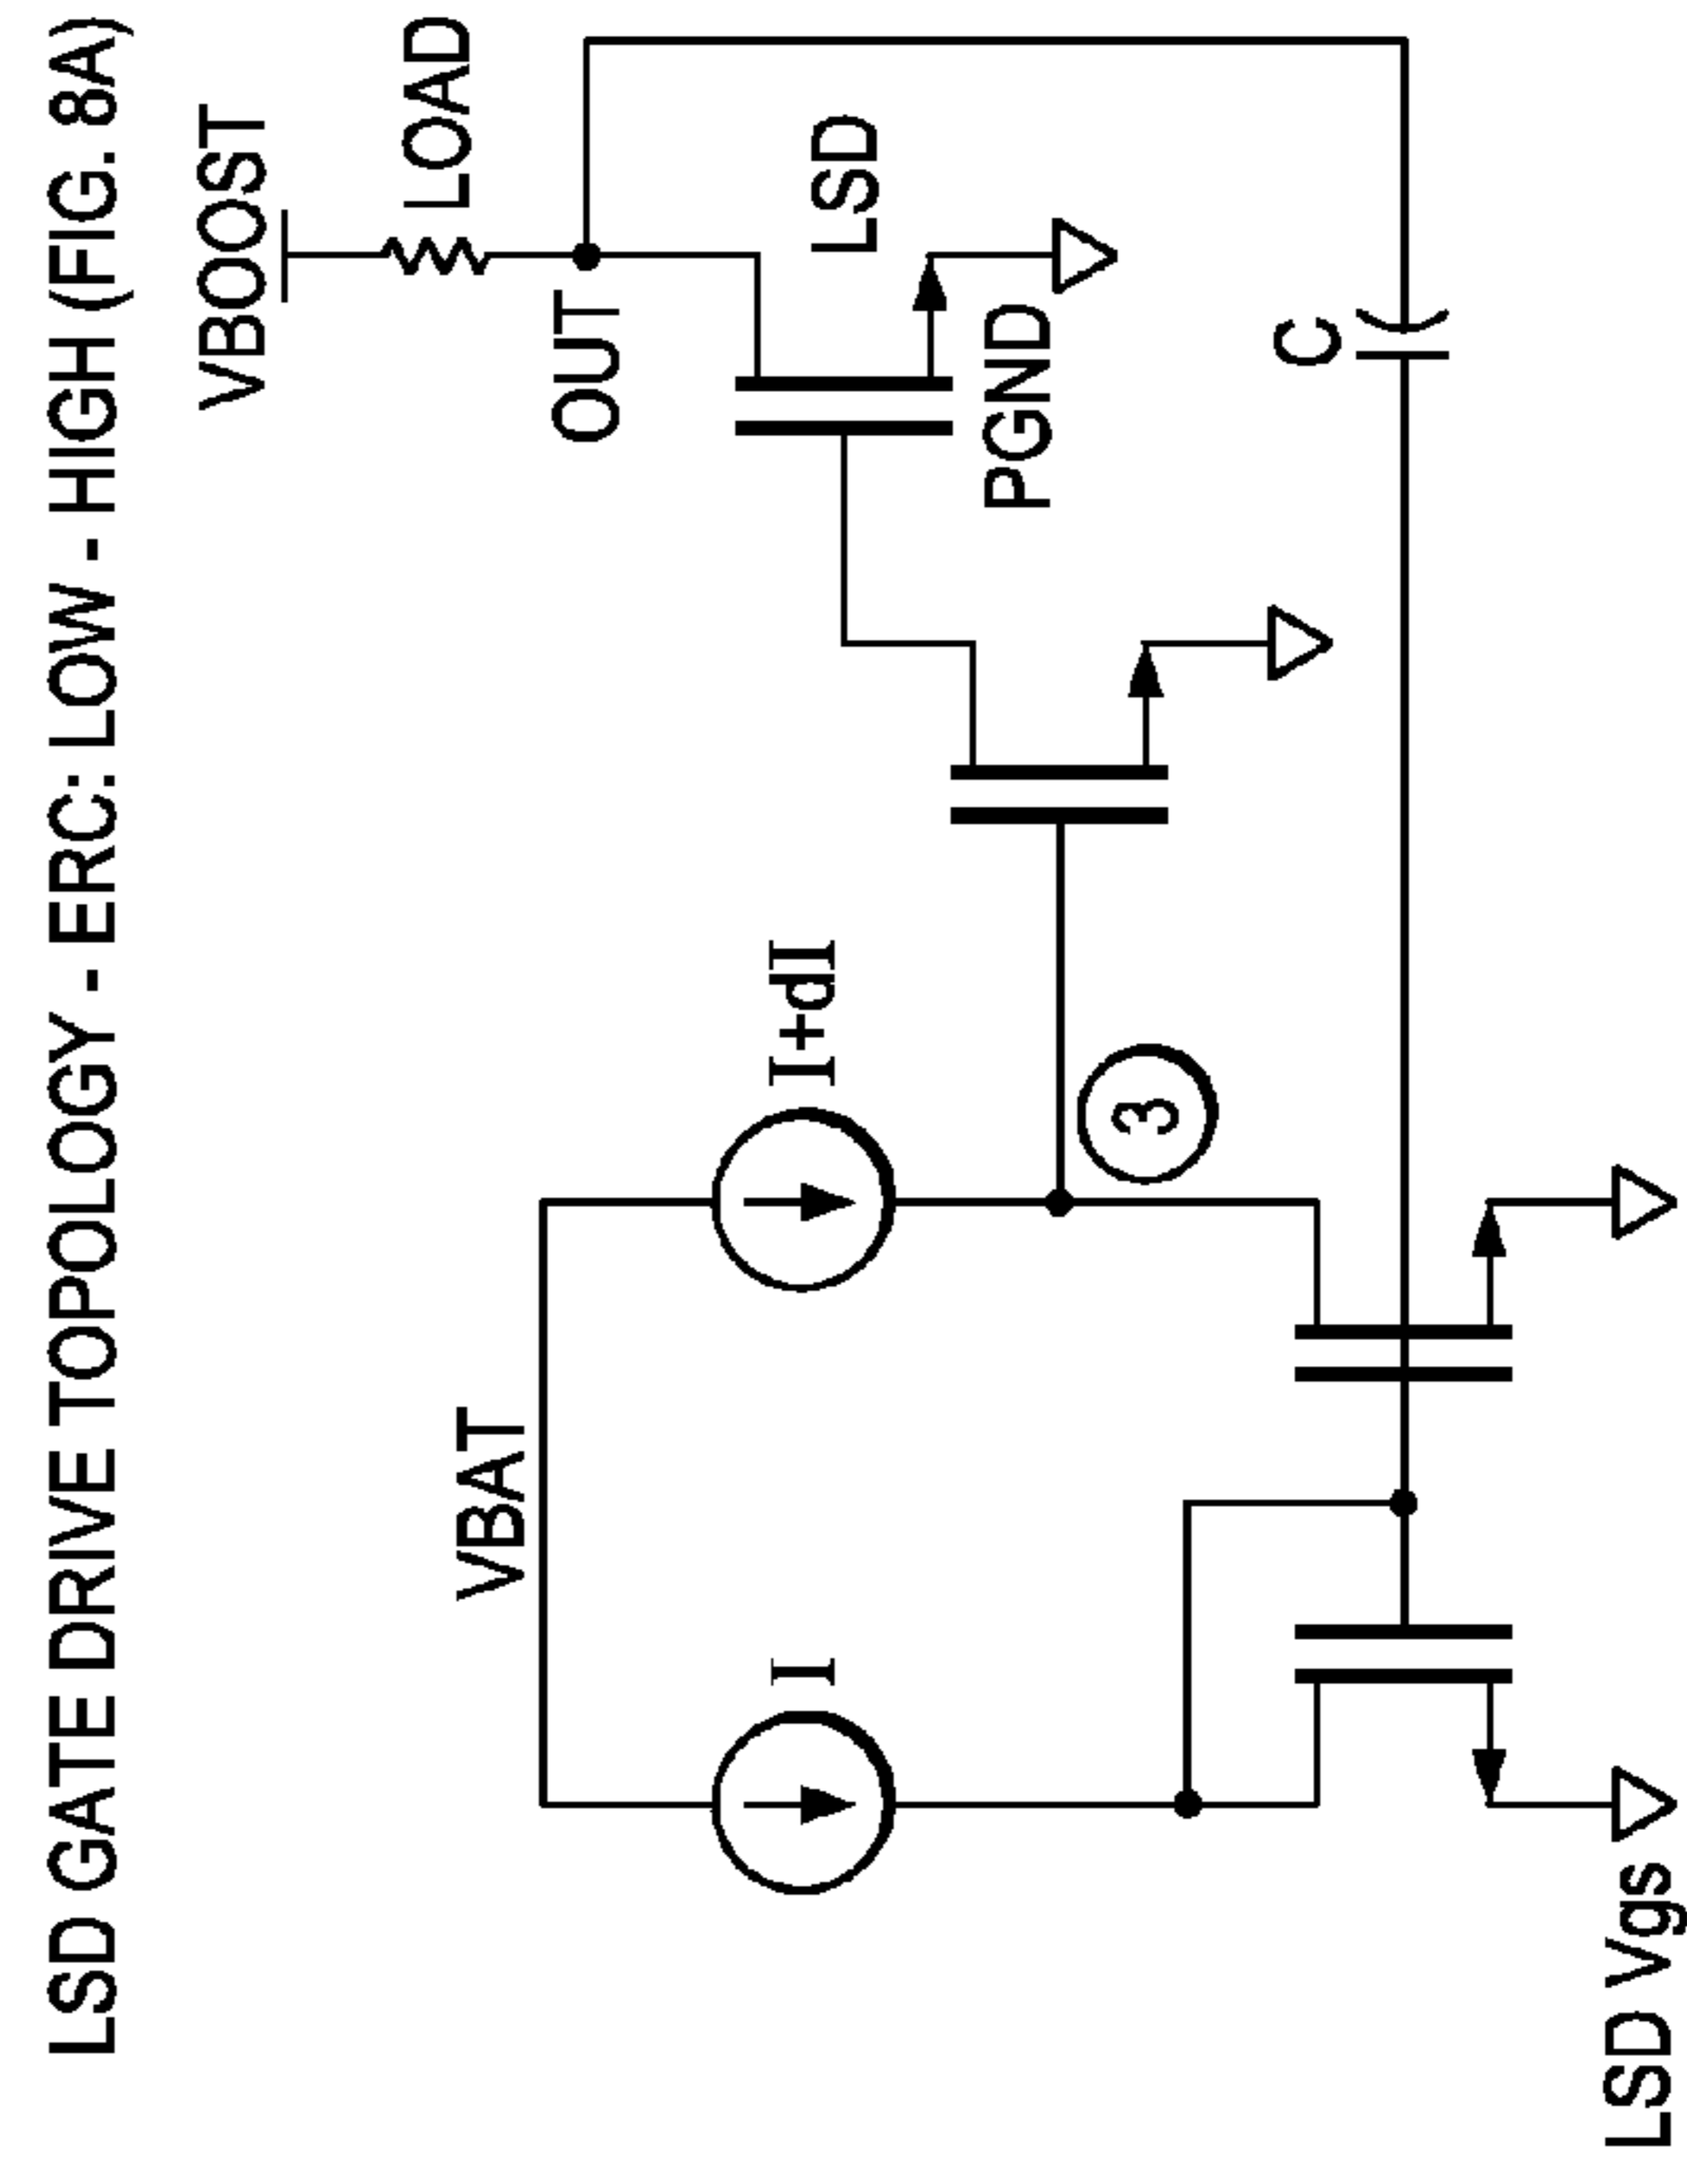 LSD GATE DRIVE TOPOLOGY - ERC: LOW - HIGH (FIG. 8A)
VBOOST
LOAD
OUT
LSD
PGND
VBAT
I
I+dI
3
C
LSD Vgs